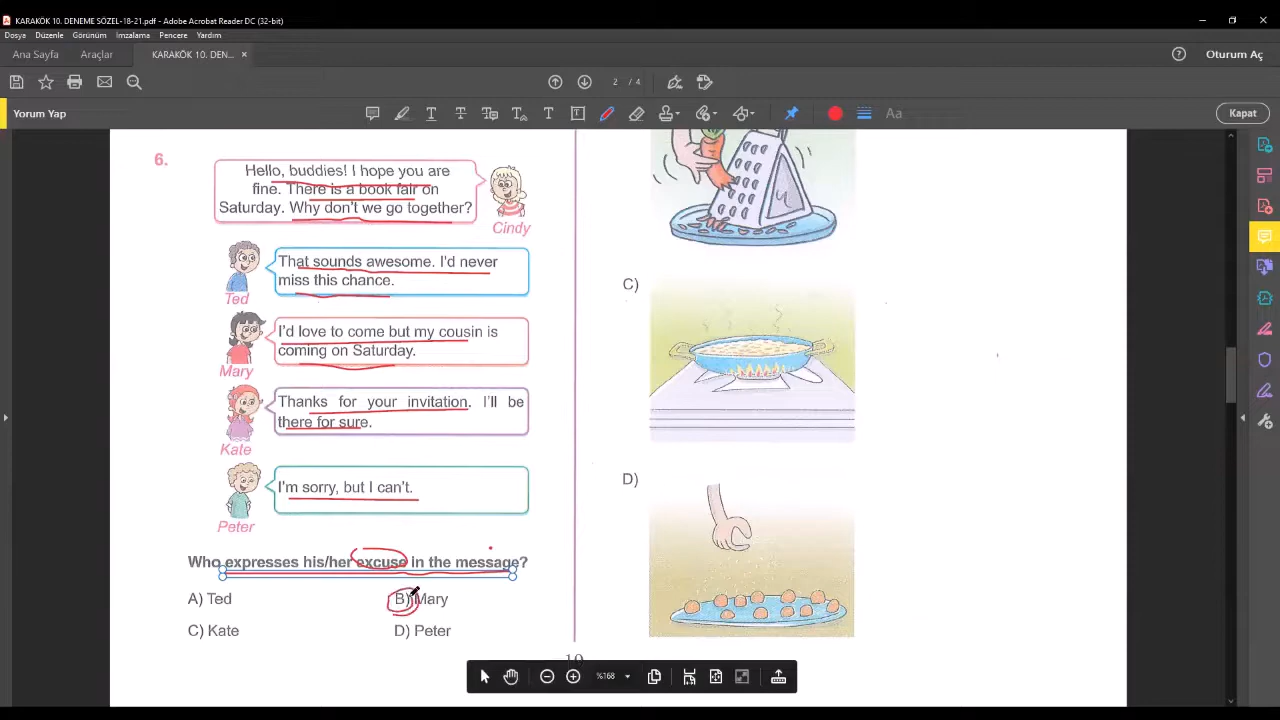 KARAKÖK 10. DENEME SÖZEL-18-21.pdf - Adobe Acrobat Reader DC (32-bit)
Dosya Düzenle Görünüm İmzalama Pencere Yardım
Ana Sayfa Araçlar KARAKÖK 10. DEN... × Oturum Aç
2 / 4
Yorum Yap Aa Kapat
6.
Hello, buddies! I hope you are
fine. There is a book fair on
Saturday. Why don't we go together?
Cindy
That sounds awesome. I'd never
miss this chance.
Ted
I'd love to come but my cousin is
coming on Saturday.
Mary
Thanks for your invitation. I'll be
there for sure.
Kate
I'm sorry, but I can't.
Peter
Who expresses his/her excuse in the message?
A) Ted B) Mary
C) Kate D) Peter
C)
D)
%168